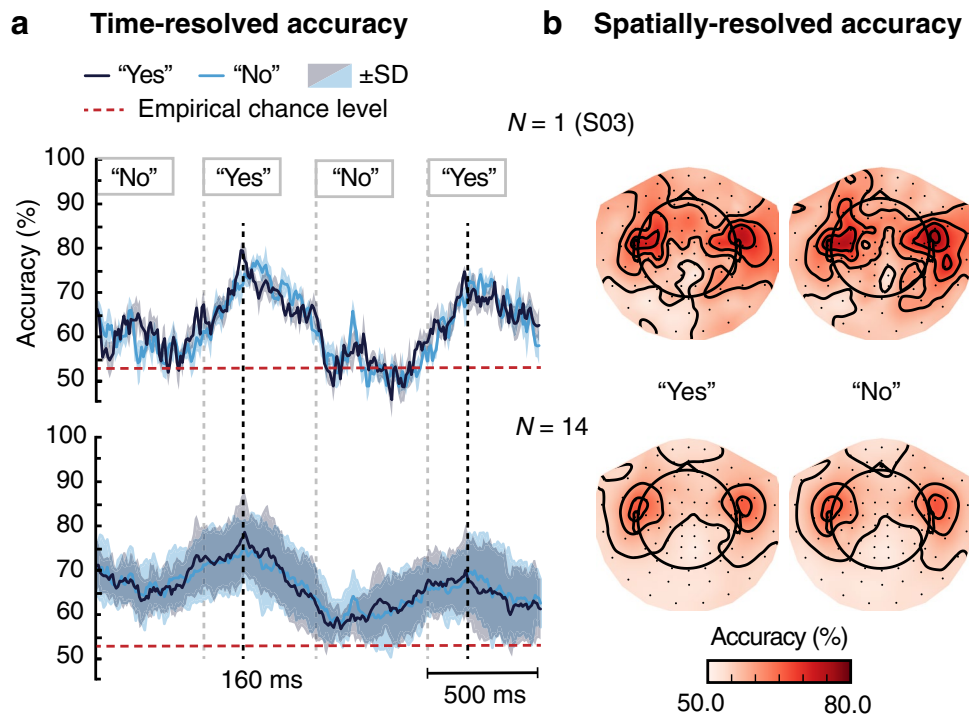 a Time-resolved accuracy
b Spatially-resolved accuracy
“Yes” “No” ±SD
Empirical chance level
N = 1 (S03)
100
90
80
70
60
50
Accuracy (%)
“No” “Yes” “No” “Yes”
“Yes” “No”
N = 14
100
90
80
70
60
50
160 ms
500 ms
Accuracy (%)
50.0 80.0